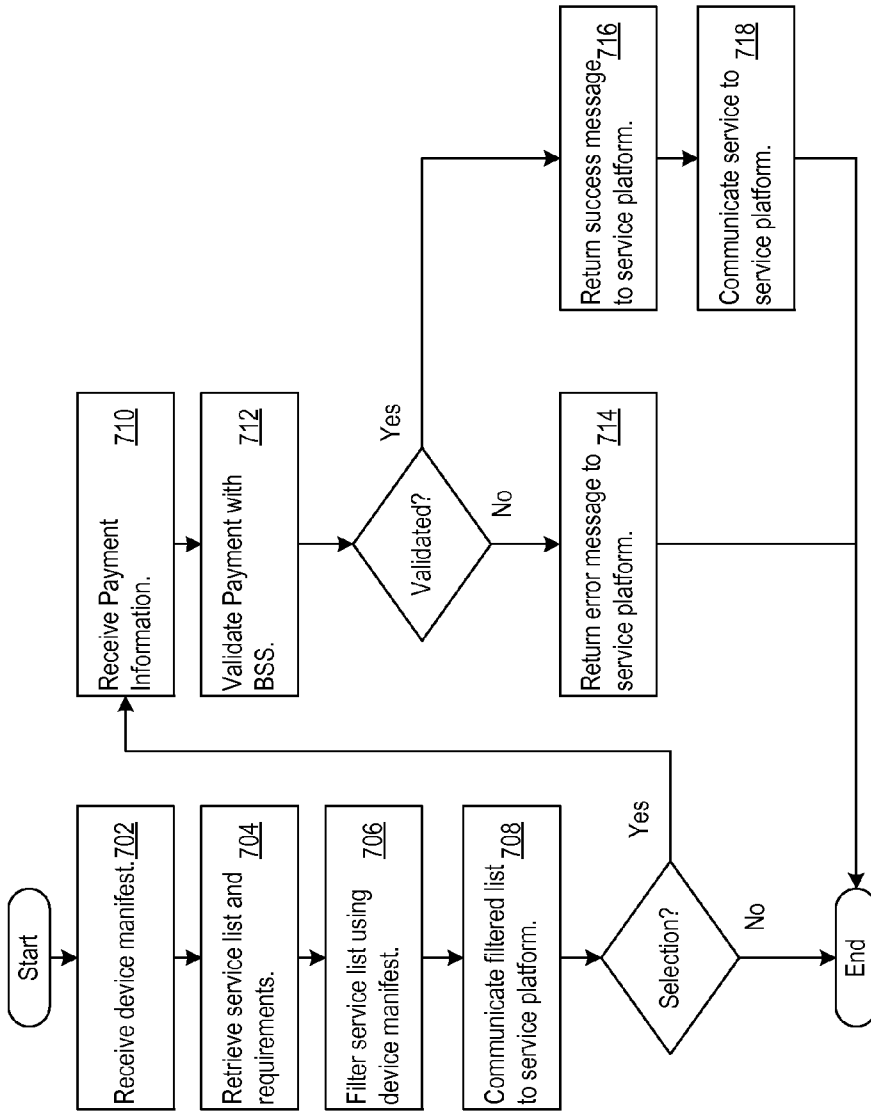 Start
Receive device manifest. 702
Retrieve service list and 704
requirements.
Filter service list using 706
device manifest.
Communicate filtered list 708
to service platform.
Selection?
Yes
No
End
Receive Payment 710
Information.
Validate Payment with 712
BSS.
Validated?
Yes
No
Return error message to 714
service platform.
Return success message 716
to service platform.
Communicate service to 718
service platform.